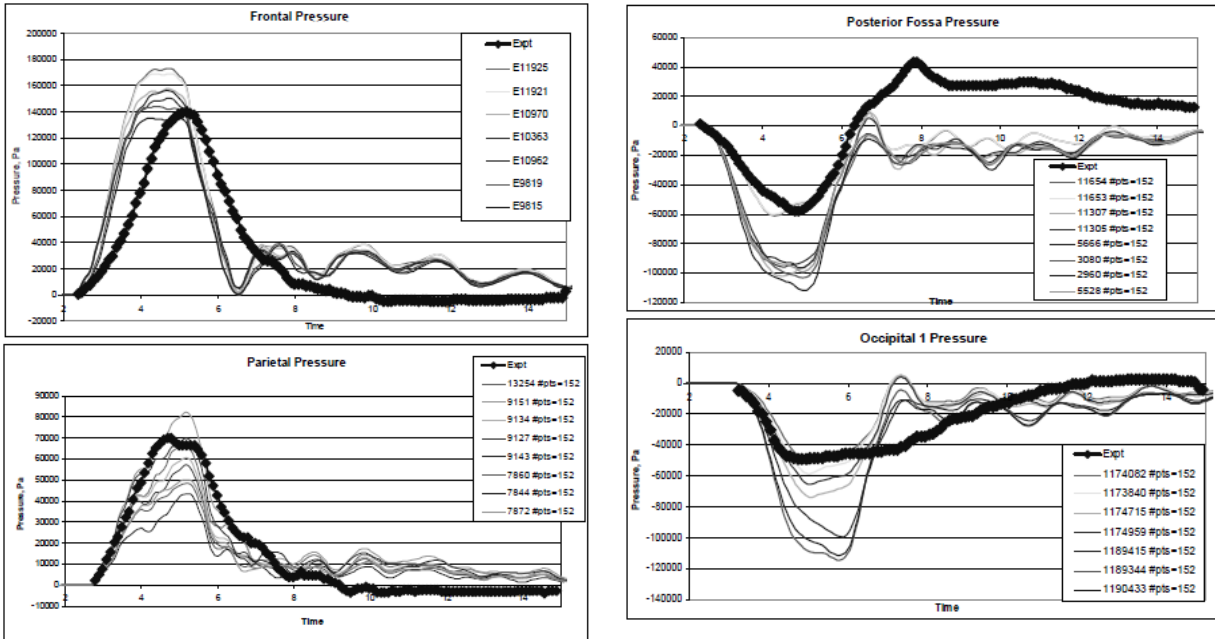 Frontal Pressure
200000
180000
160000
140000
120000
100000
80000
60000
40000
20000
0
-20000
Pressure, Pa
2
4
6
8
10
12
14
Time
Expt
E11925
E11921
E10970
E10363
E10962
E9819
E9815
Posterior Fossa Pressure
60000
40000
20000
0
-20000
-40000
-60000
-80000
-100000
-120000
Pressure, Pa
2
4
6
8
10
12
14
Time
Expt
11654 #pts=152
11653 #pts=152
11307 #pts=152
11305 #pts=152
5666 #pts=152
3080 #pts=152
2960 #pts=152
5528 #pts=152
Parietal Pressure
90000
80000
70000
60000
50000
40000
30000
20000
10000
0
-10000
Pressure, Pa
2
4
6
8
10
12
14
Time
Expt
13254 #pts=152
9151 #pts=152
9134 #pts=152
9127 #pts=152
9143 #pts=152
7860 #pts=152
7844 #pts=152
7872 #pts=152
Occipital 1 Pressure
20000
0
-20000
-40000
-60000
-80000
-100000
-120000
-140000
Pressure, Pa
2
4
6
8
10
12
14
Time
Expt
1174082 #pts=152
1173840 #pts=152
1174715 #pts=152
1174959 #pts=152
1189415 #pts=152
1189344 #pts=152
1190433 #pts=152